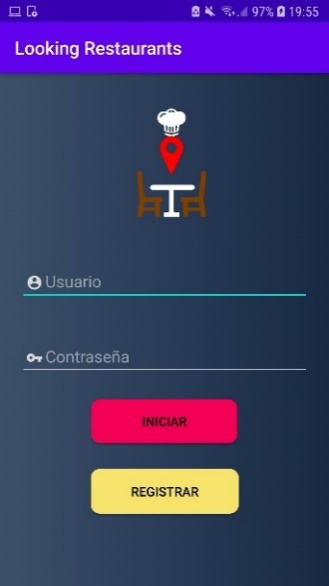 97% 19:55
Looking Restaurants
Usuario
Contraseña
INICIAR
REGISTRAR